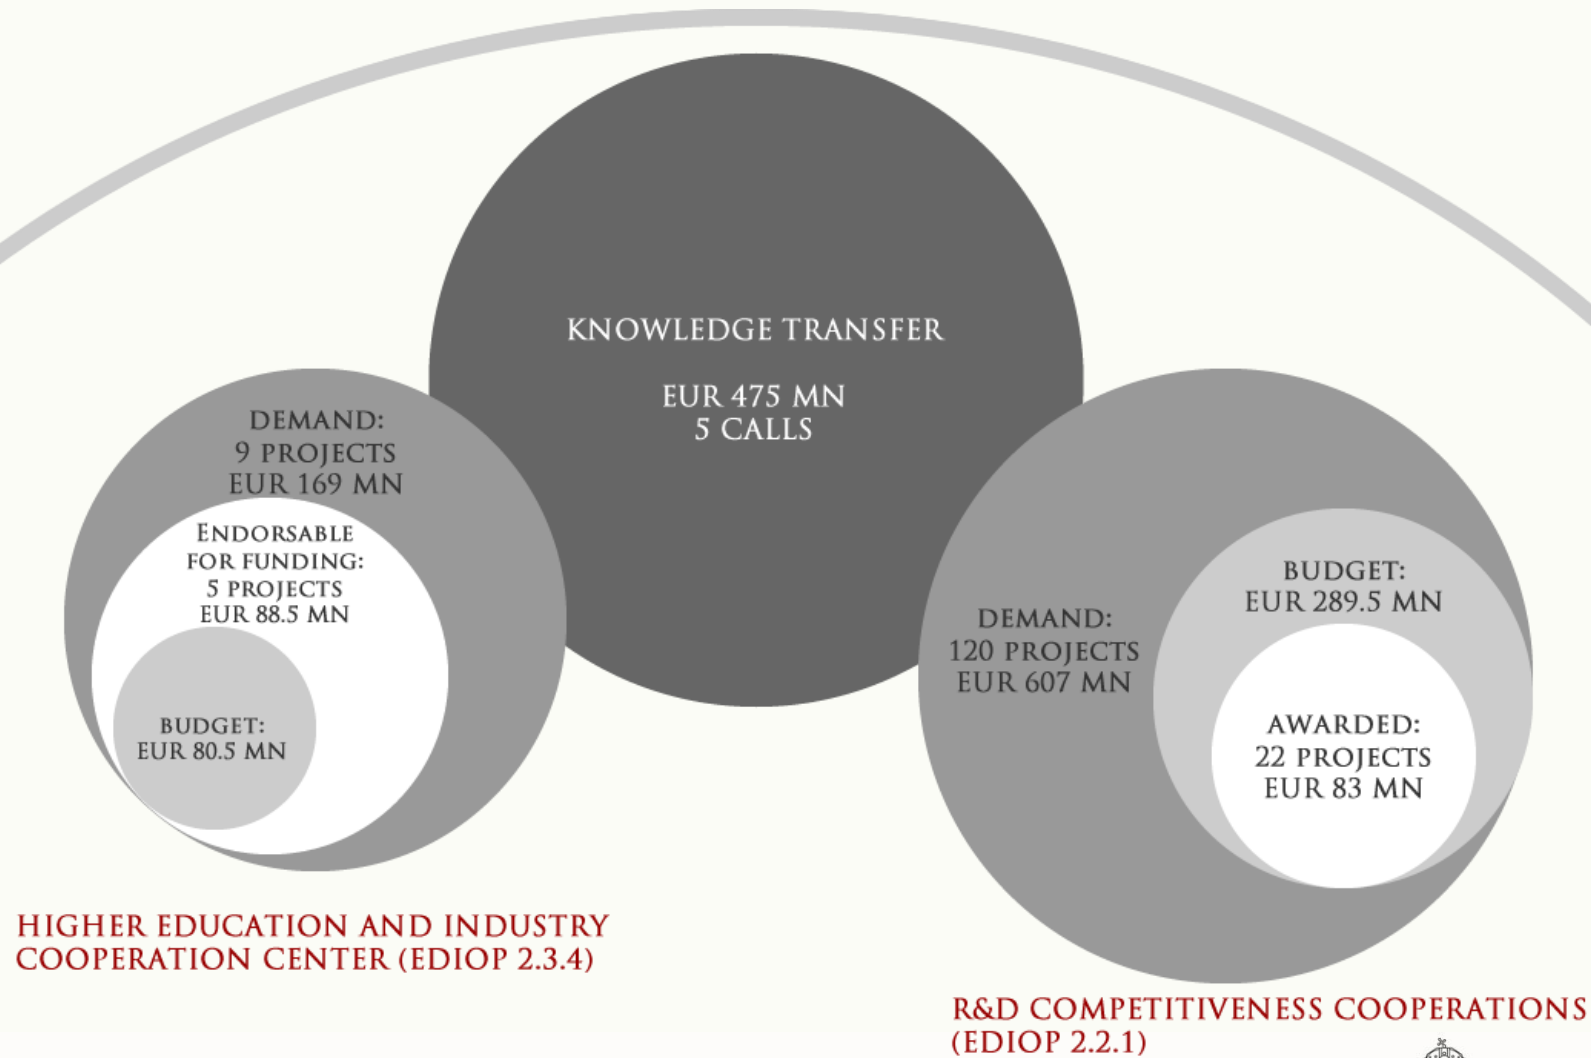 KNOWLEDGE TRANSFER
EUR 475 MN
5 CALLS
DEMAND:
9 PROJECTS
EUR 169 MN
ENDORSABLE
FOR FUNDING:
5 PROJECTS
EUR 88.5 MN
BUDGET:
EUR 80.5 MN
HIGHER EDUCATION AND INDUSTRY
COOPERATION CENTER (EDIOP 2.3.4)
DEMAND:
120 PROJECTS
EUR 607 MN
BUDGET:
EUR 289.5 MN
AWARDED:
22 PROJECTS
EUR 83 MN
R&D COMPETITIVENESS COOPERATIONS
(EDIOP 2.2.1)